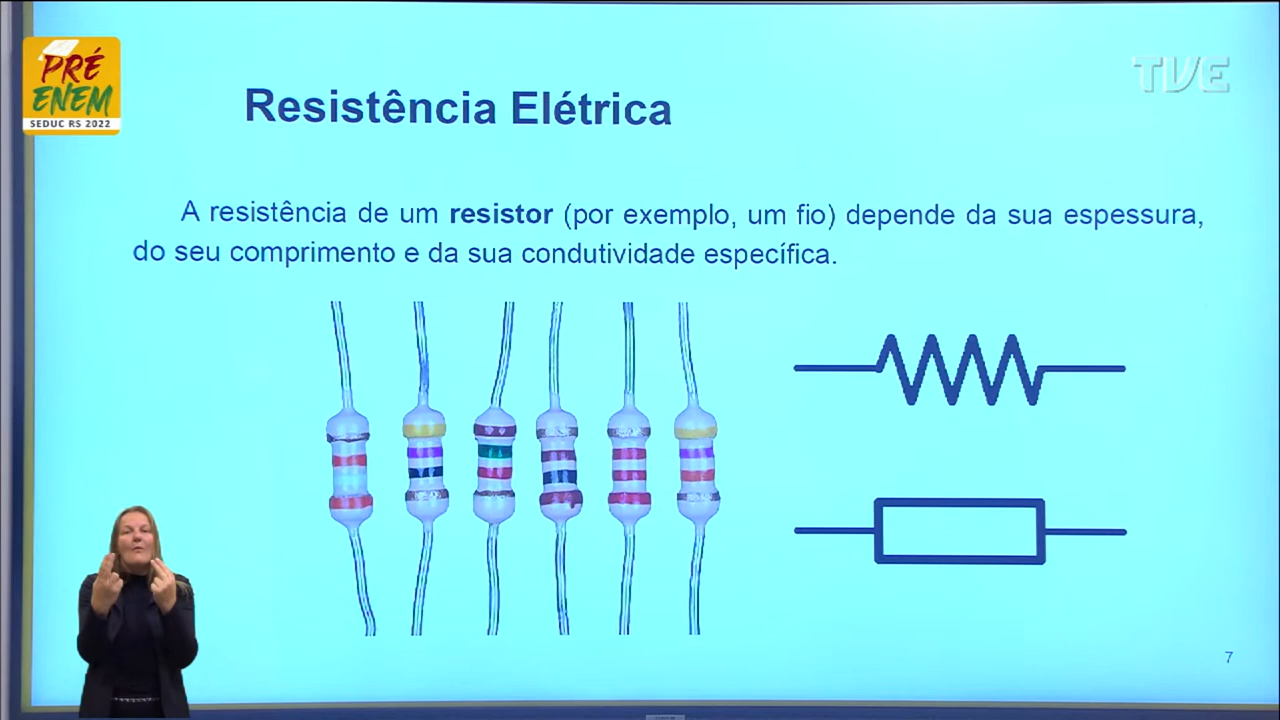 PRÉ
ENEM
SEDUC RS 2022
TVE
Resistência Elétrica
A resistência de um resistor (por exemplo, um fio) depende da sua espessura,
do seu comprimento e da sua condutividade específica.
7